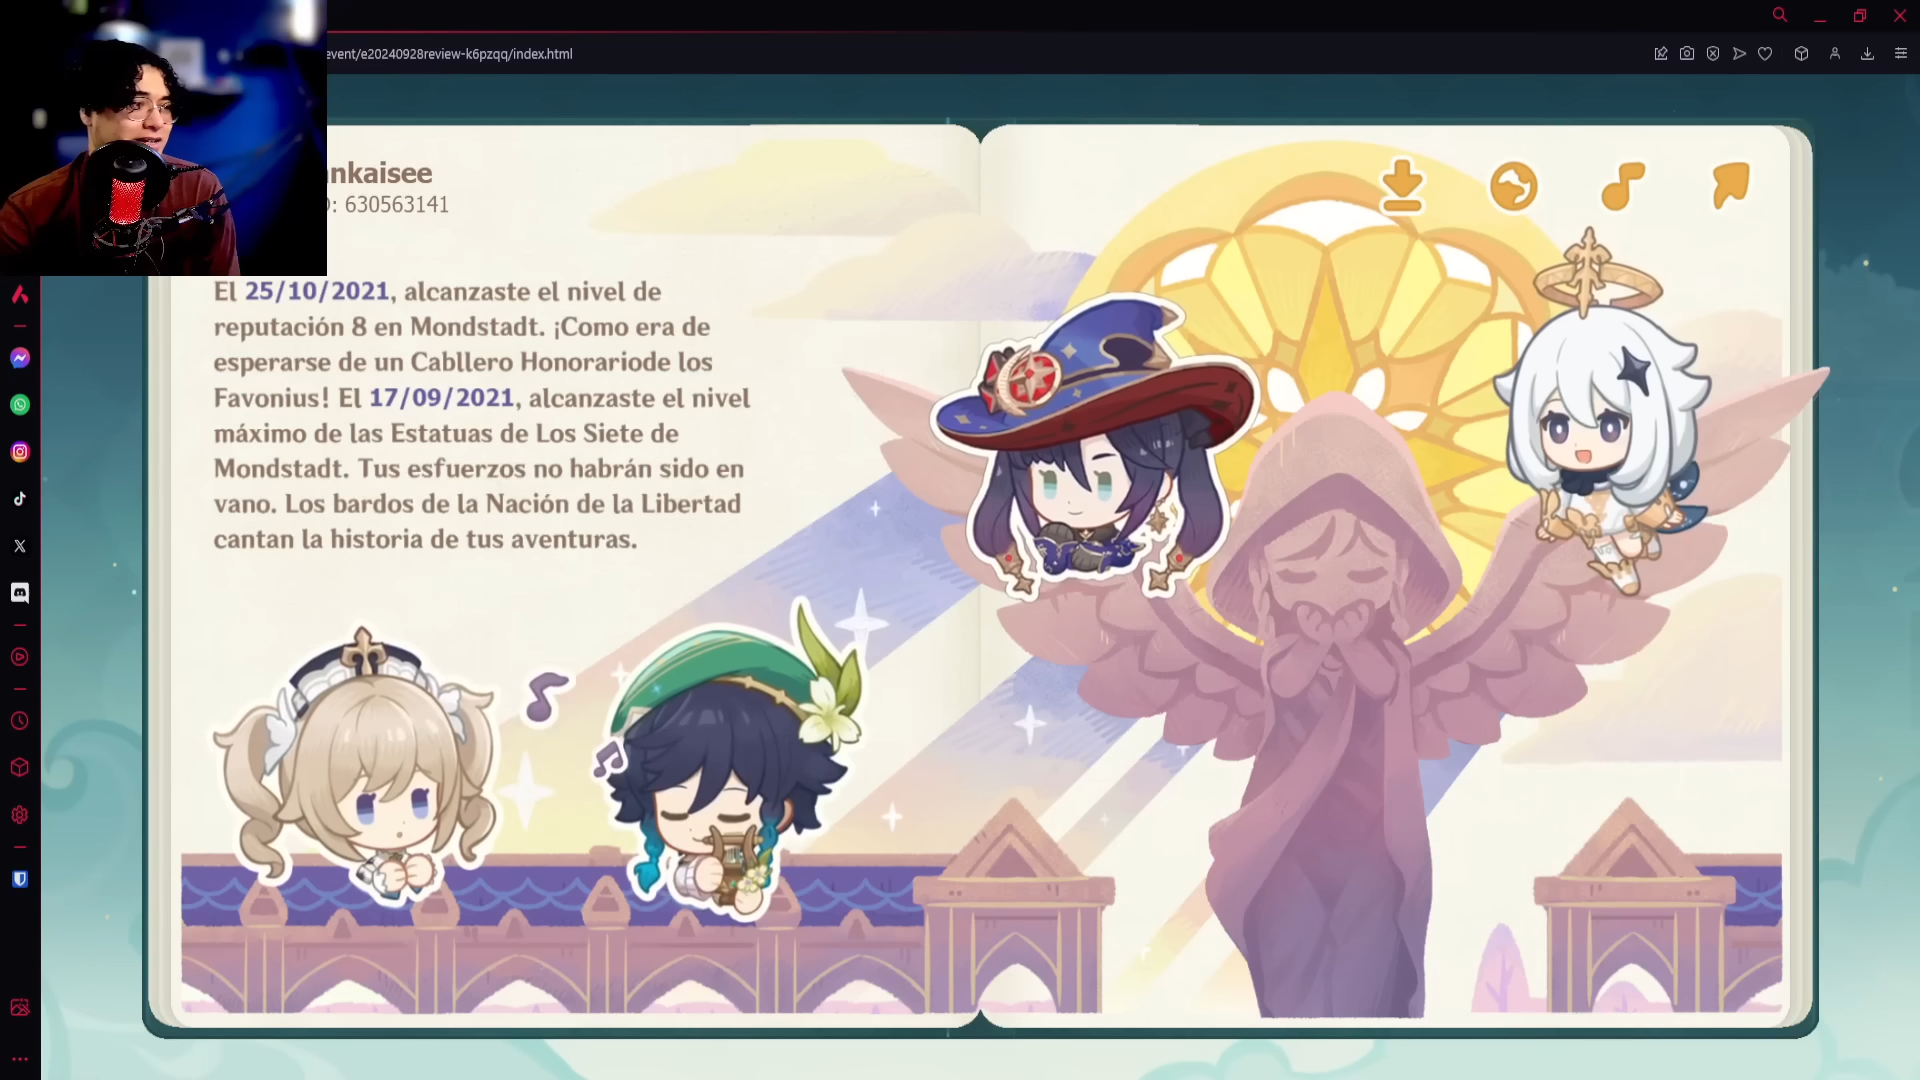 event/e20240928review-k6pzqq/index.html
nkaisee
: 630563141
El 25/10/2021, alcanzaste el nivel de
reputación 8 en Mondstadt. ¡Como era de
esperarse de un Cabllero Honorariode los
Favonius! El 17/09/2021, alcanzaste el nivel
máximo de las Estatuas de Los Siete de
Mondstadt. Tus esfuerzos no habrán sido en
vano. Los bardos de la Nación de la Libertad
cantan la historia de tus aventuras.